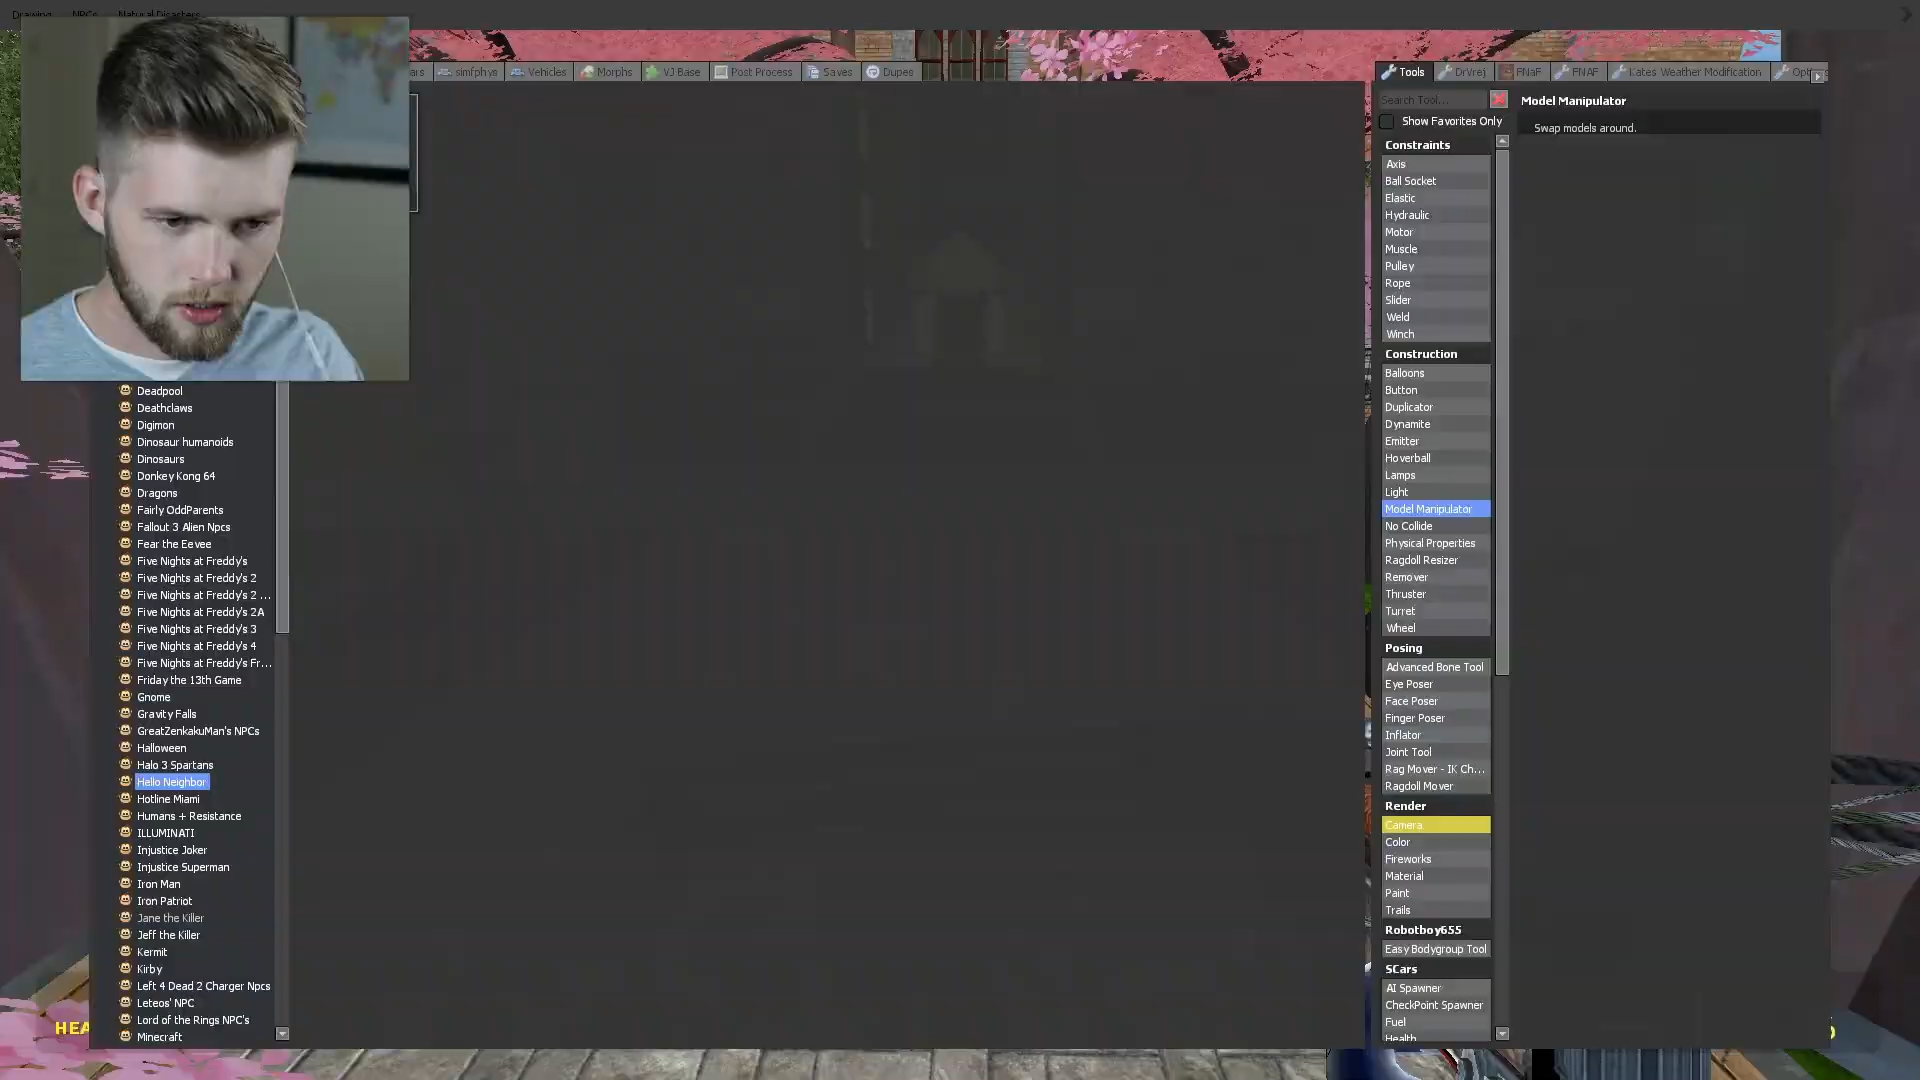 Drawing NPCs Natural Disasters
simfphys Vehicles Morphs VJ Base Post Process Saves Dupes
Deadpool
Deathclaws
Digimon
Dinosaur humanoids
Dinosaurs
Donkey Kong 64
Dragons
Fairly OddParents
Fallout 3 Alien Npcs
Fear the Eevee
Five Nights at Freddy's
Five Nights at Freddy's 2
Five Nights at Freddy's 2 ...
Five Nights at Freddy's 2A
Five Nights at Freddy's 3
Five Nights at Freddy's 4
Five Nights at Freddy's Fr...
Friday the 13th Game
Gnome
Gravity Falls
GreatZenkakuMan's NPCs
Halloween
Halo 3 Spartans
Hello Neighbor
Hotline Miami
Humans + Resistance
ILLUMINATI
Injustice Joker
Injustice Superman
Iron Man
Iron Patriot
Jane the Killer
Jeff the Killer
Kermit
Kirby
Left 4 Dead 2 Charger Npcs
Leteos' NPC
Lord of the Rings NPC's
Minecraft
HEA
Tools DrVrej FNaF FNAF Kates Weather Modification
Search Tool...
Show Favorites Only
Constraints
Axis
Ball Socket
Elastic
Hydraulic
Motor
Muscle
Pulley
Rope
Slider
Weld
Winch
Construction
Balloons
Button
Duplicator
Dynamite
Emitter
Hoverball
Lamps
Light
Model Manipulator
No Collide
Physical Properties
Ragdoll Resizer
Remover
Thruster
Turret
Wheel
Posing
Advanced Bone Tool
Eye Poser
Face Poser
Finger Poser
Inflator
Joint Tool
Rag Mover - IK Ch...
Ragdoll Mover
Render
Camera
Color
Fireworks
Material
Paint
Trails
Robotboy655
Easy Bodygroup Tool
SCars
AI Spawner
CheckPoint Spawner
Fuel
Health
Model Manipulator
Swap models around.